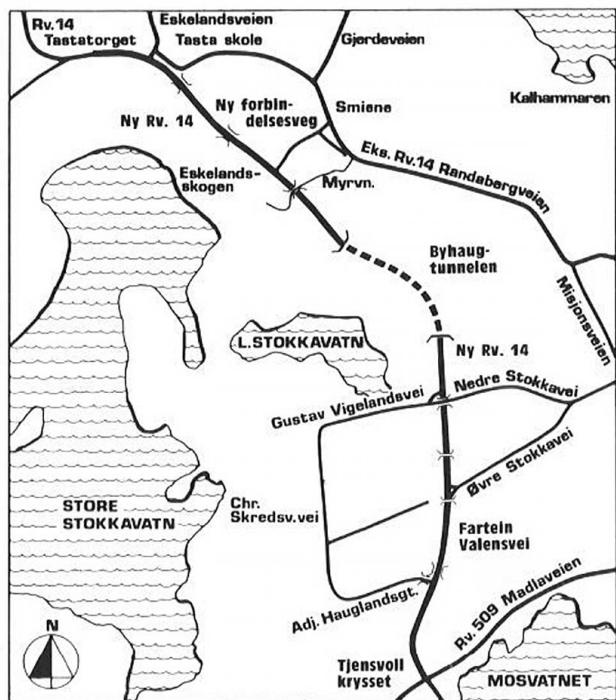 Rv.14
Tastatorget
Eskelandsveien
Tasta skole
Gjerdeveien
Kalhammaren
Ny forbin-
delsesveg
Smiene
Ny Rv. 14
Eskelands-
skogen
Myrvn.
Eks. Rv.14 Randabergveien
Byhaug-
tunnelen
Misjonsveien
L.STOKKAVATN
Ny Rv. 14
Gustav Vigelandsvei
Nedre Stokkavei
Øvre Stokkavei
STORE
STOKKAVATN
Chr.
Skredsv.vei
Fartein
Valensvei
Adj. Hauglandsgt.
Rv. 509 Madlaveien
N
Tjensvoll
krysset
MOSVATNET